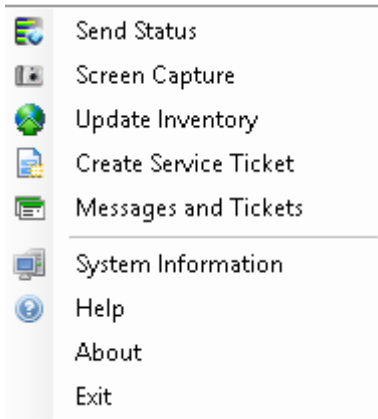 Send Status
Screen Capture
Update Inventory
Create Service Ticket
Messages and Tickets
System Information
Help
About
Exit